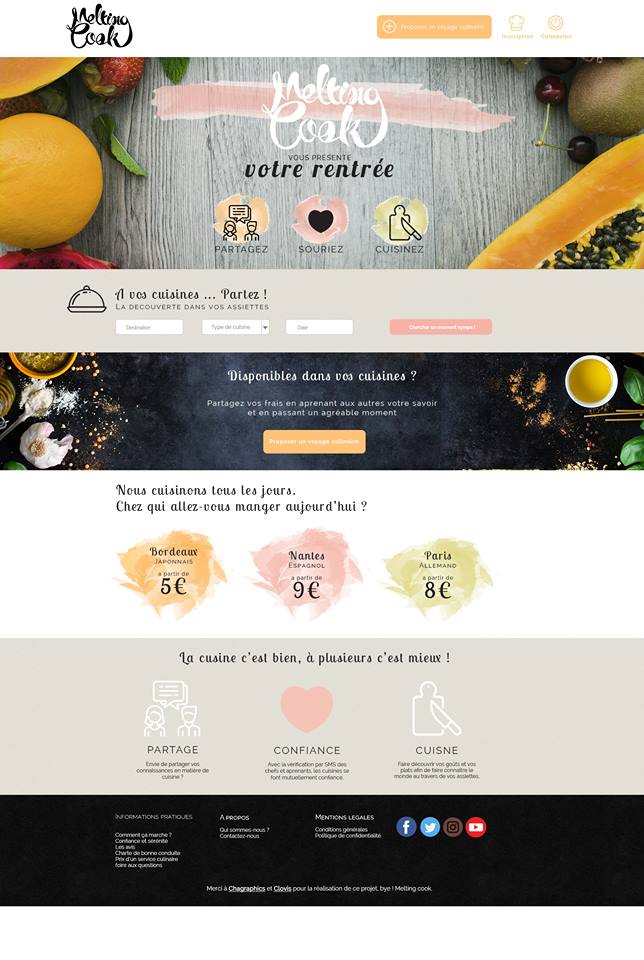 Melting
Cook
Proposer un voyage culinaire
Inscription
Connexion
Melting
Cook
VOUS PRESENTE
votre rentrée
PARTAGEZ
SOURIEZ
CUISINEZ
A vos cuisines ... Partez !
LA DECOUVERTE DANS VOS ASSIETTES
Destination
Type de cuisine
Date
Chercher un moment sympa !
Disponibles dans vos cuisines ?
Partagez vos frais en aprenant aux autres votre savoir
et en passant un agréable moment
Proposer un voyage culinaire
Nous cuisinons tous les jours.
Chez qui allez-vous manger aujourd'hui ?
Bordeaux
JAPONNAIS
a partir de
5€
Nantes
ESPAGNOL
a partir de
9€
Paris
ALLEMAND
a partir de
8€
La cusine c'est bien, à plusieurs c'est mieux !
PARTAGE
Envie de partager vos
connaissances en matière de
cuisine ?
CONFIANCE
Avec la vérification par SMS des
chefs et aprenants, les cuisines se
font mutuellement confiance.
CUISNE
Faire découvrir vos goûts et vos
plats afin de faire connaitre le
monde au travers de vos assiettes.
INFORMATIONS PRATIQUES
Comment ça marche ?
Confiance et sérénité
Les avis
Charte de bonne conduite
Prix d'un service culinaire
foire aux questions
A PROPOS
Qui sommes-nous ?
Contactez-nous
MENTIONS LEGALES
Conditions générales
Politique de confidentialité
Merci à Chagraphics et Clovis pour la réalisation de ce projet, bye ! Melting cook.